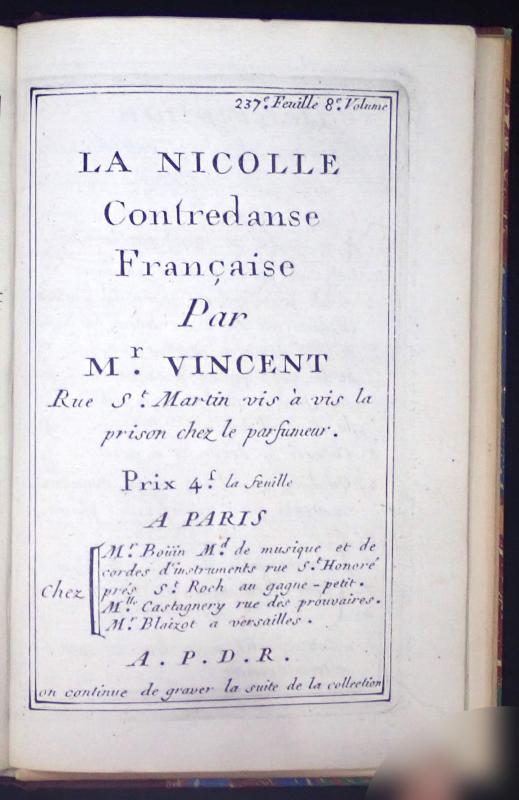 237.e Feuille 8.e Volume
LA NICOLLE
Contredanse
Française
Par
M.r VINCENT
Rue S.t Martin vis à vis la
prison chez le parfumeur.
Prix 4.s la feuille
A PARIS
Chez
M.r Boüin M.d de musique et de
cordes d'instruments rue S.t Honoré
prés S.t Roch au gagne-petit.
M.lle Castagnery rue des prouvaires.
M.r Blaizot a versailles.
A. P. D. R.
on continue de graver la suite de la collection